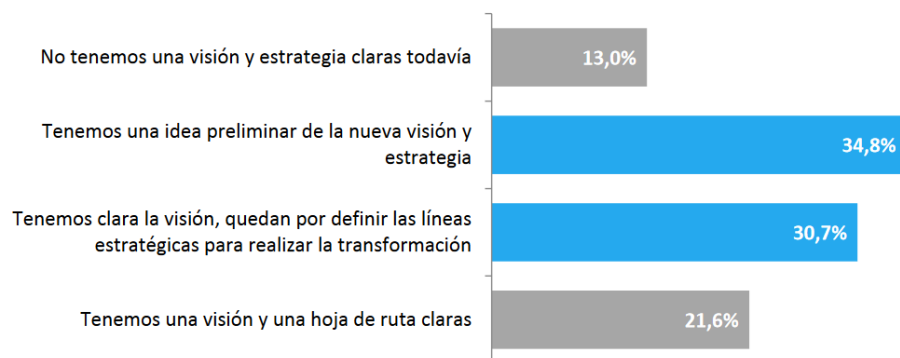 No tenemos una visión y estrategia claras todavía
13,0%
Tenemos una idea preliminar de la nueva visión y
estrategia
34,8%
Tenemos clara la visión, quedan por definir las líneas
estratégicas para realizar la transformación
30,7%
Tenemos una visión y una hoja de ruta claras
21,6%